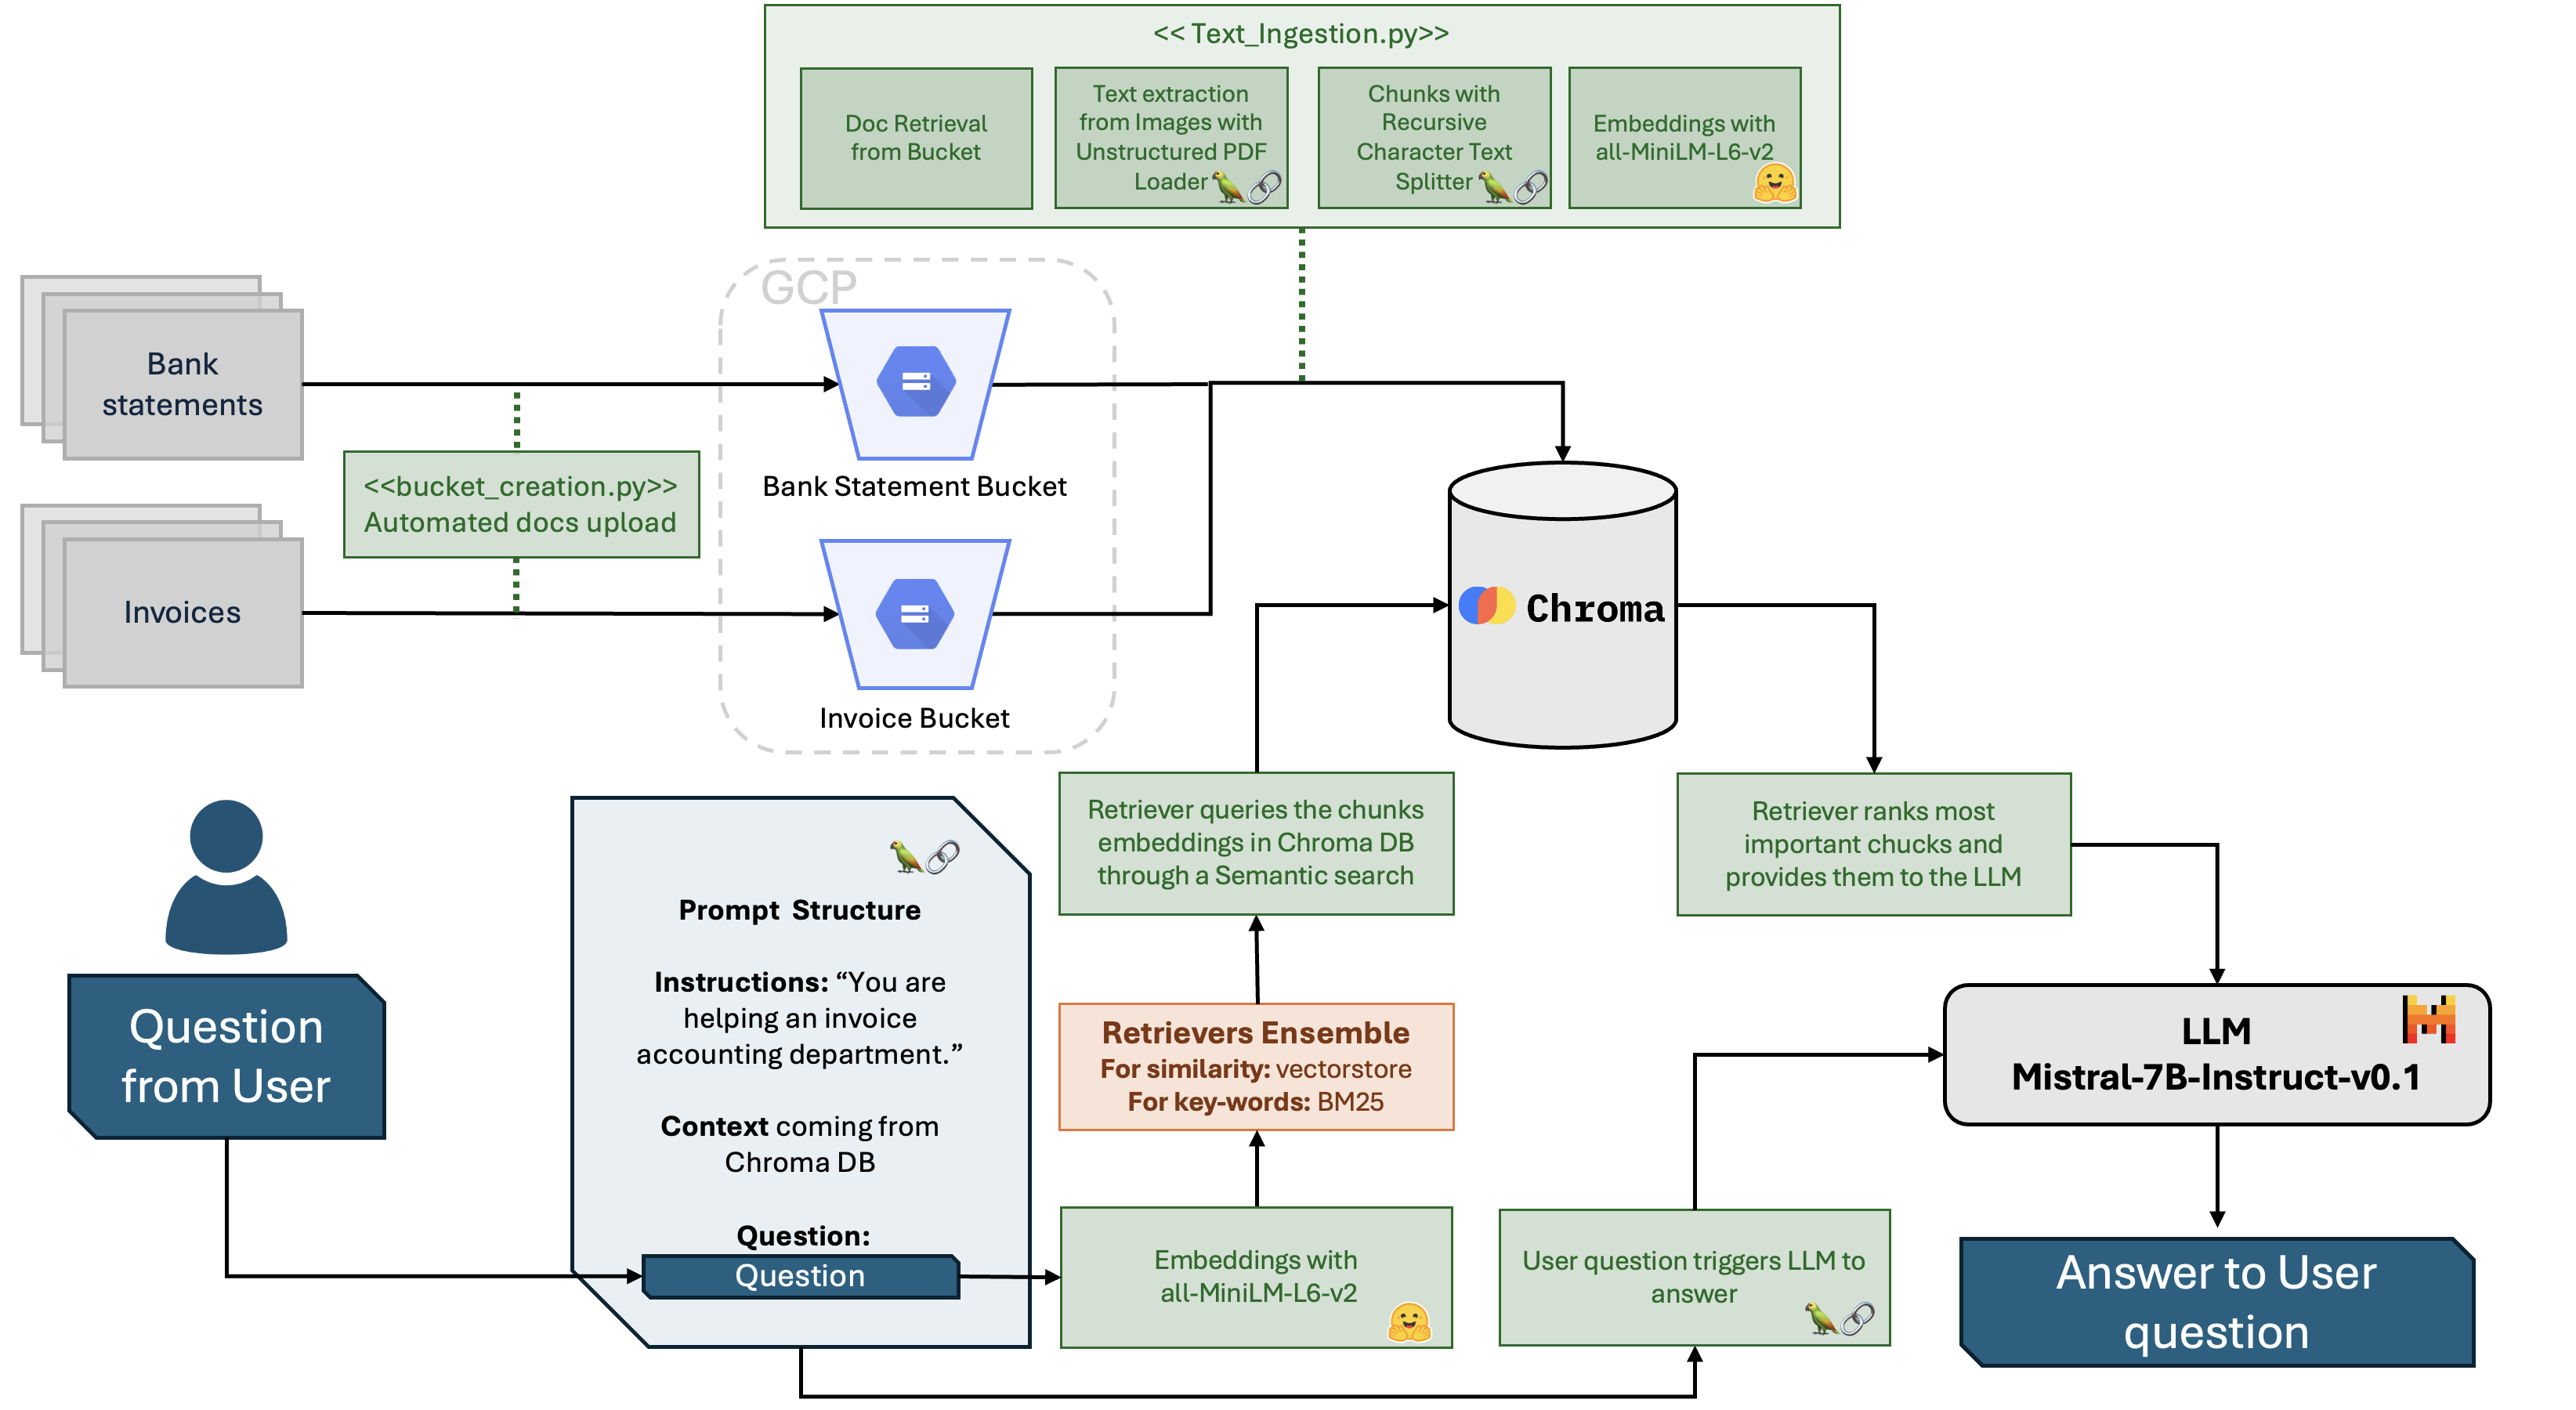 << Text_Ingestion.py>>
Doc Retrieval
from Bucket
Text extraction
from Images with
Unstructured PDF
Loader
Chunks with
Recursive
Character Text
Splitter
Embeddings with
all-MiniLM-L6-v2
GCP
Bank
statements
<<bucket_creation.py>>
Automated docs upload
Bank Statement Bucket
Invoices
Invoice Bucket
Chroma
Question
from User
Prompt Structure
Instructions: “You are
helping an invoice
accounting department.”
Context coming from
Chroma DB
Question:
Question
Retriever queries the chunks
embeddings in Chroma DB
through a Semantic search
Retrievers Ensemble
For similarity: vectorstore
For key-words: BM25
Embeddings with
all-MiniLM-L6-v2
Retriever ranks most
important chucks and
provides them to the LLM
User question triggers LLM to
answer
LLM
Mistral-7B-Instruct-v0.1
Answer to User
question